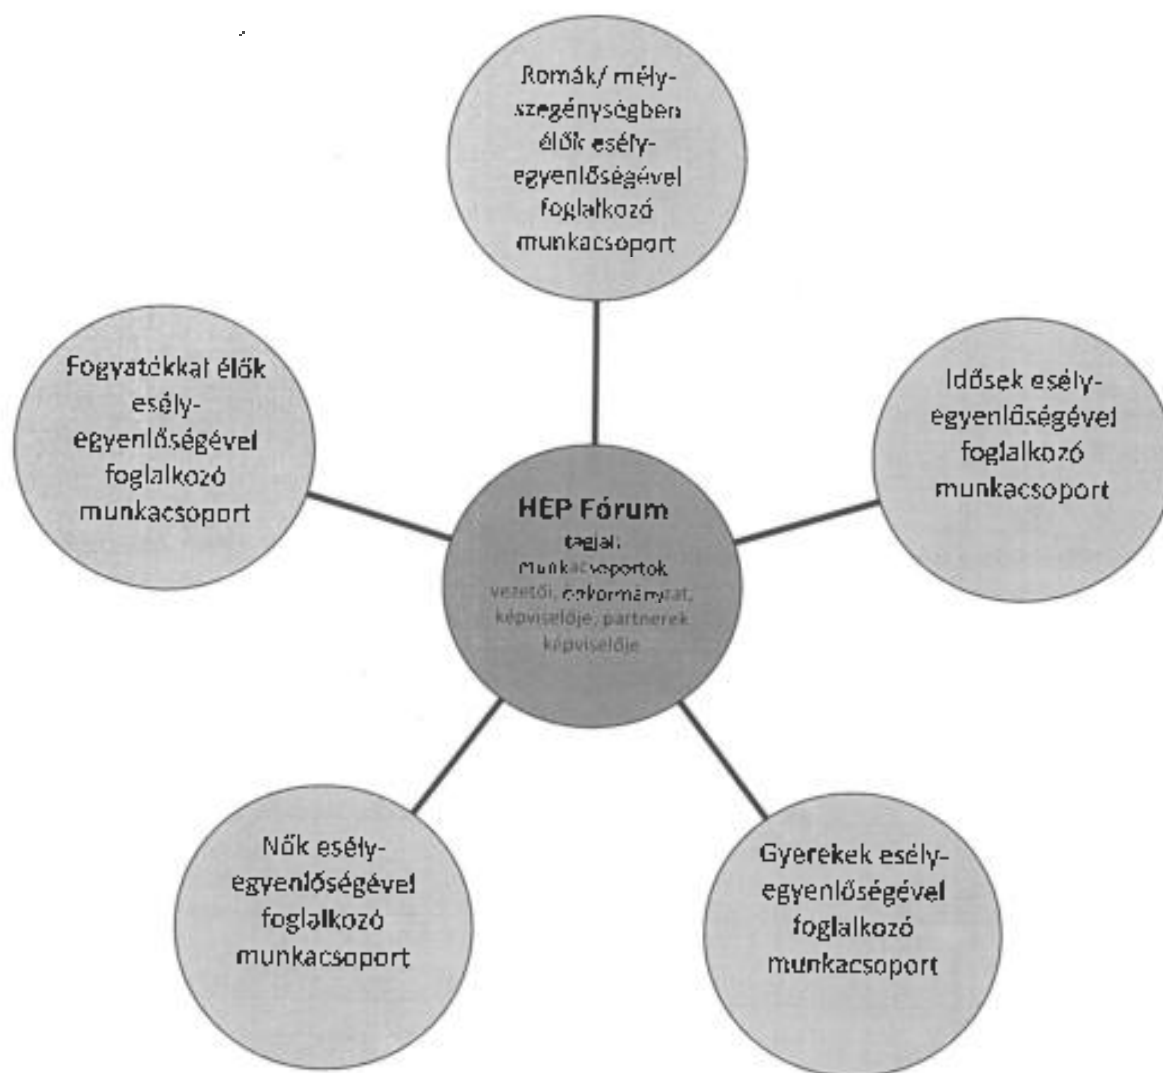 Romák/ mély-
szegénységben
élők esély-
egyenlőségével
foglalkozó
munkacsoport
Fogyatékkal élők
esély-
egyenlőségével
foglalkozó
munkacsoport
Idősek esély-
egyenlőségével
foglalkozó
munkacsoport
HEP Fórum
tagjai:
munkacsoportok
vezetői, önkormányzat,
képviselője, partnerek
képviselője
Nők esély-
egyenlőségével
foglalkozó
munkacsoport
Gyerekek esély-
egyenlőségével
foglalkozó
munkacsoport